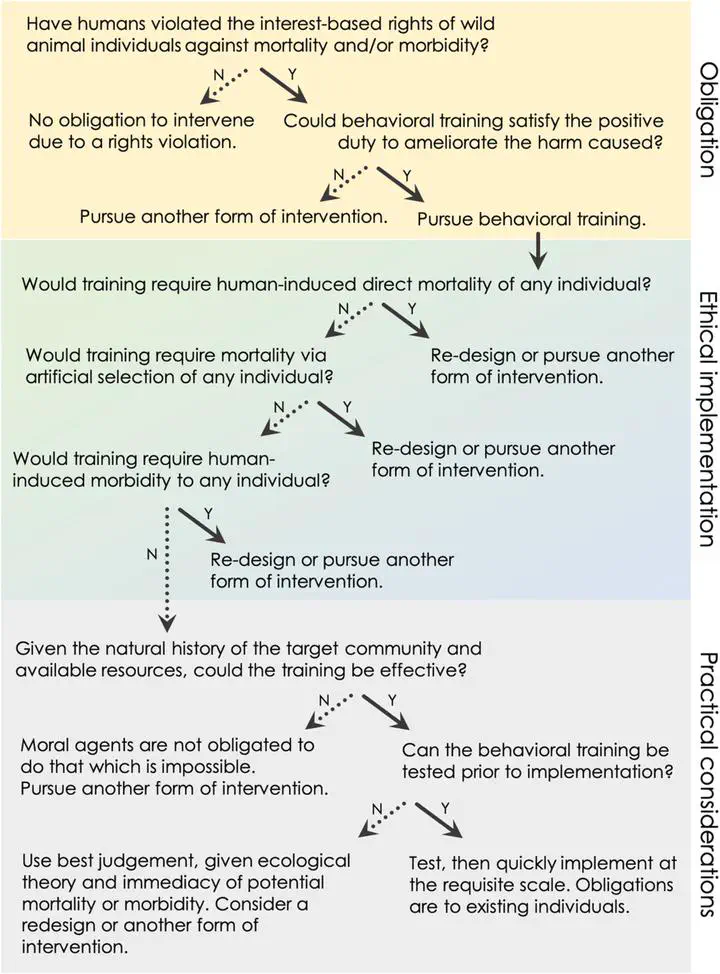 Have humans violated the interest-based rights of wild
animal individuals against mortality and/or morbidity?
N
Y
No obligation to intervene
due to a rights violation.
Could behavioral training satisfy the positive
duty to ameliorate the harm caused?
N
Y
Pursue another form of intervention.
Pursue behavioral training.
Obligation
Would training require human-induced direct mortality of any individual?
N
Y
Would training require mortality via
artificial selection of any individual?
Re-design or pursue another
form of intervention.
N
Y
Would training require human-
induced morbidity to any individual?
Re-design or pursue another
form of intervention.
N
Y
Re-design or pursue another
form of intervention.
Ethical implementation
Given the natural history of the target community and
available resources, could the training be effective?
N
Y
Moral agents are not obligated to
do that which is impossible.
Pursue another form of intervention.
Can the behavioral training be
tested prior to implementation?
N
Y
Use best judgement, given ecological
theory and immediacy of potential
mortality or morbidity. Consider a
redesign or another form of
intervention.
Test, then quickly implement at
the requisite scale. Obligations
are to existing individuals.
Practical considerations